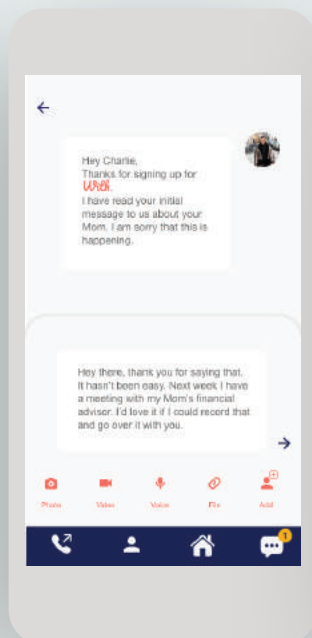 Hey Charlie,
Thanks for signing up for
With.
I have read your initial
message to us about your
Mom. I am sorry that this is
happening.
Hey there, thank you for saying that.
It hasn't been easy. Next week I have
a meeting with my Mom's financial
advisor. I'd love it if I could record that
and go over it with you.
Photo Video Voice File Add
1